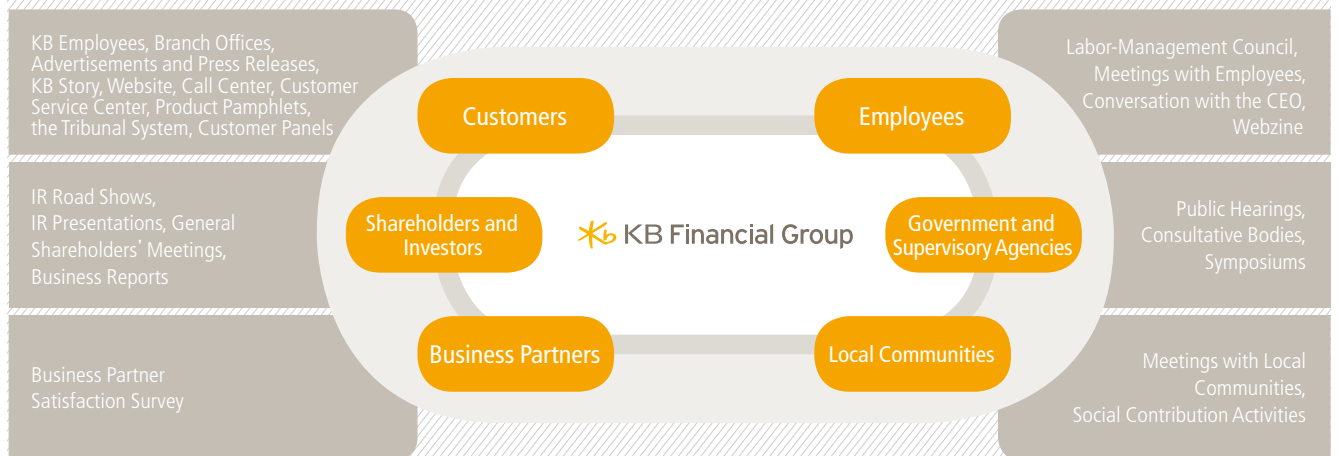 KB Employees, Branch Offices,
Advertisements and Press Releases,
KB Story, Website, Call Center, Customer
Service Center, Product Pamphlets,
the Tribunal System, Customer Panels
Customers
Employees
Labor-Management Council,
Meetings with Employees,
Conversation with the CEO,
Webzine
IR Road Shows,
IR Presentations, General
Shareholders' Meetings,
Business Reports
Shareholders and
Investors
KB Financial Group
Government and
Supervisory Agencies
Public Hearings,
Consultative Bodies,
Symposiums
Business Partner
Satisfaction Survey
Business Partners
Local Communities
Meetings with Local
Communities,
Social Contribution Activities